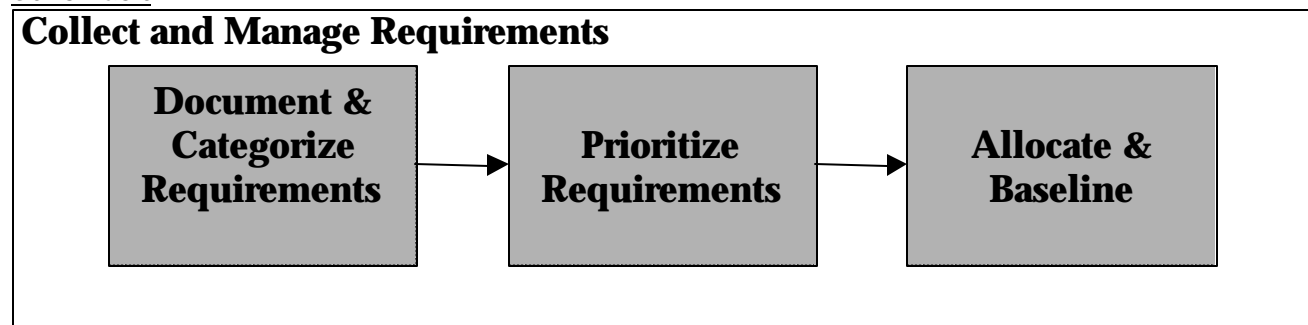 Collect and Manage Requirements
Document &
Categorize
Requirements
Prioritize
Requirements
Allocate &
Baseline